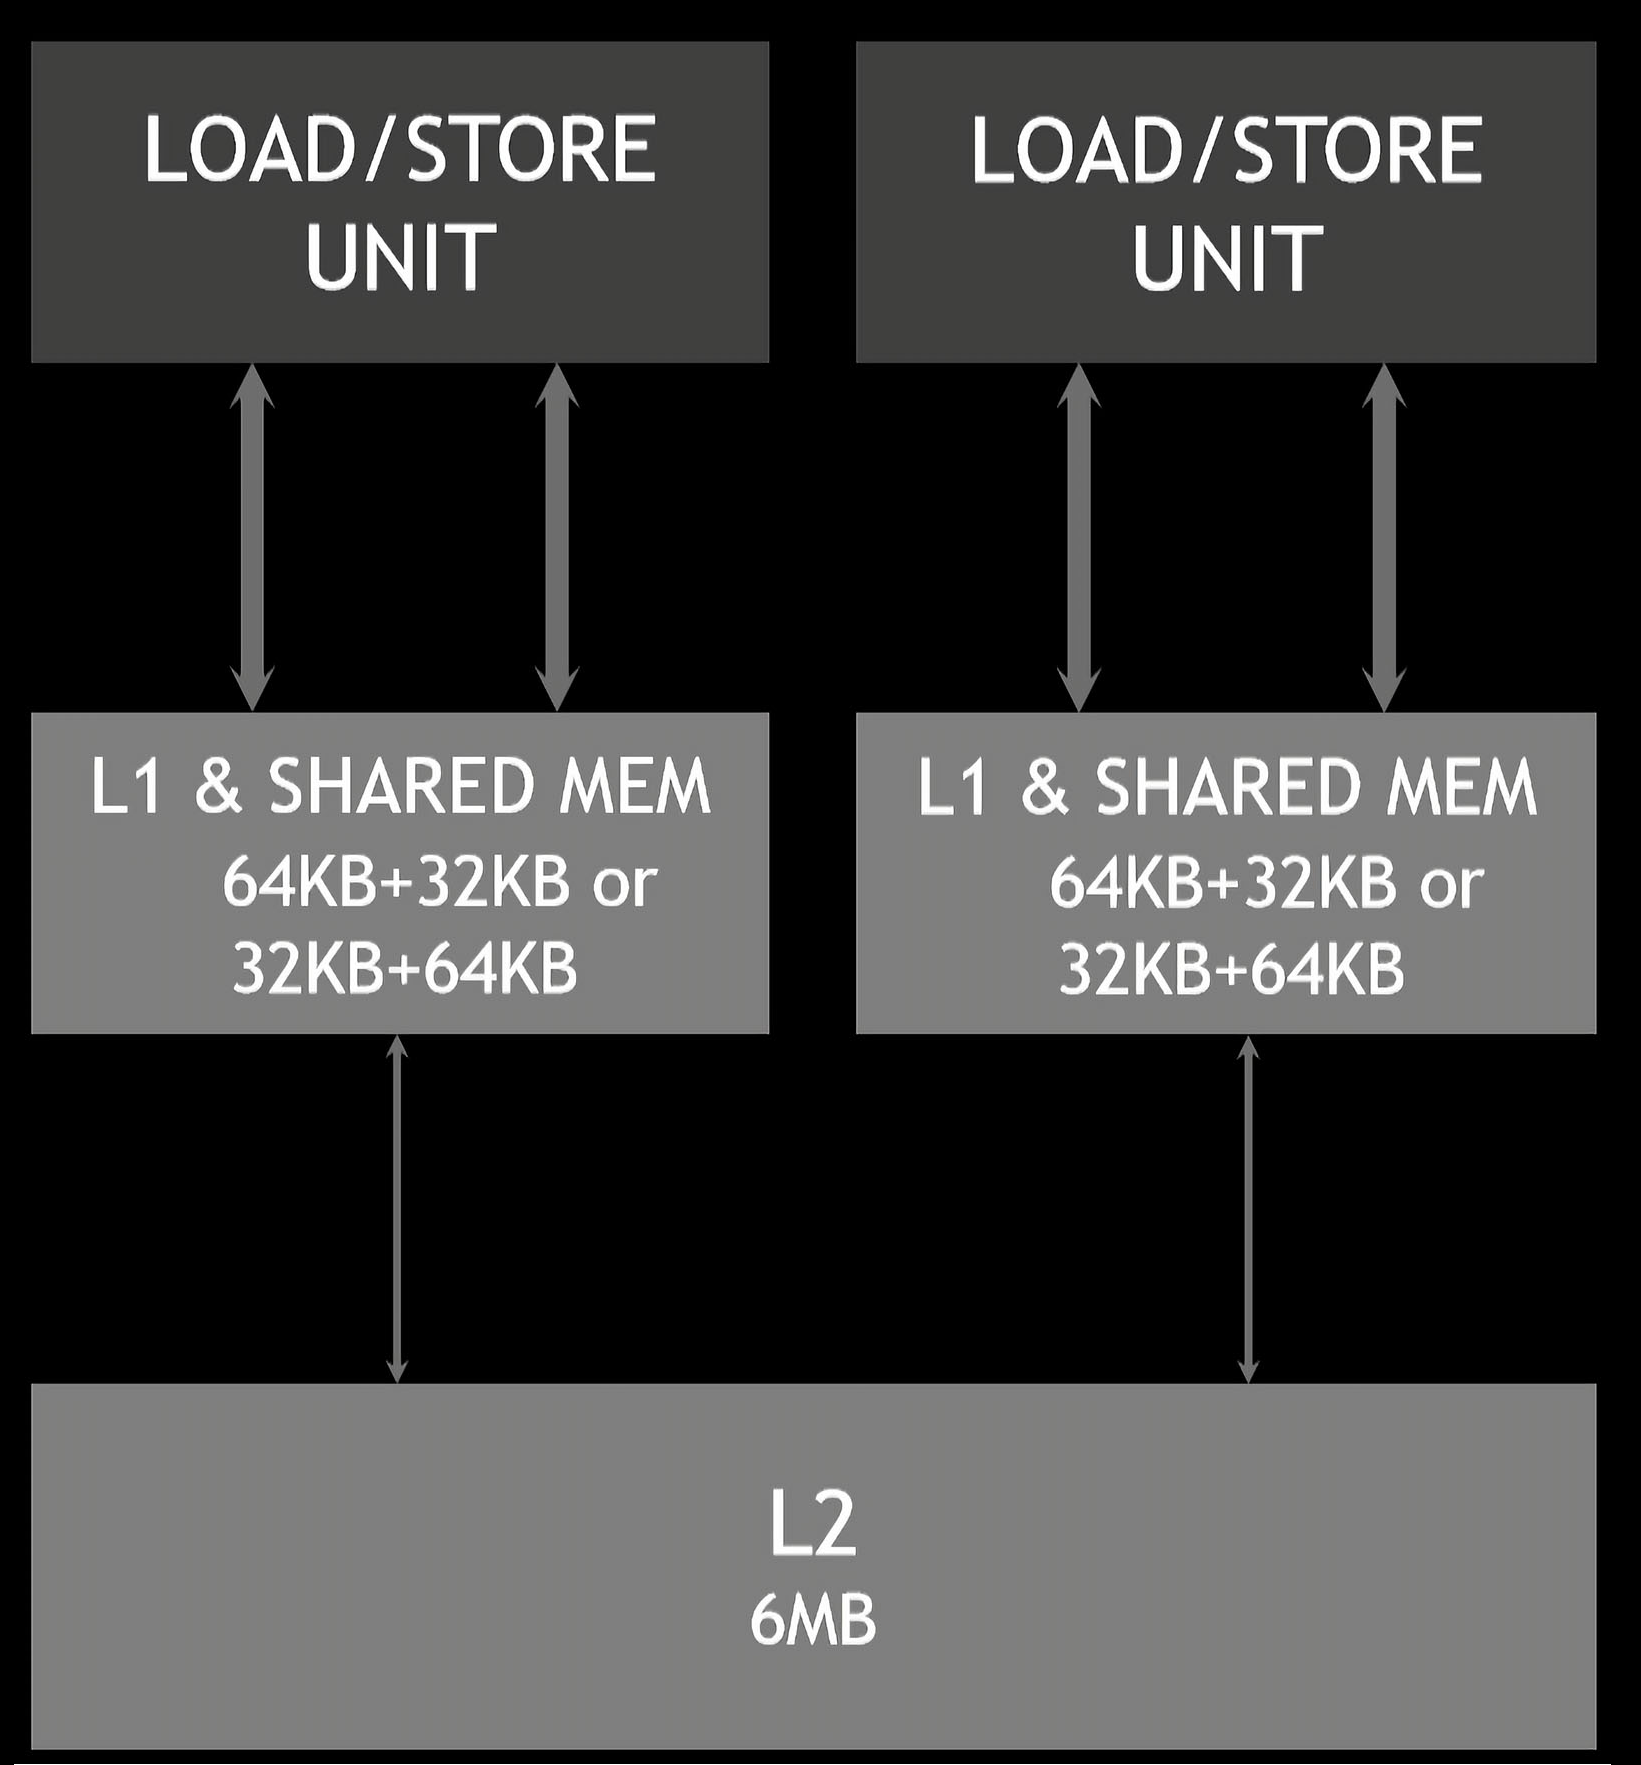 LOAD/STORE
UNIT
LOAD/STORE
UNIT
L1 & SHARED MEM
64KB+32KB or
32KB+64KB
L1 & SHARED MEM
64KB+32KB or
32KB+64KB
L2
6MB